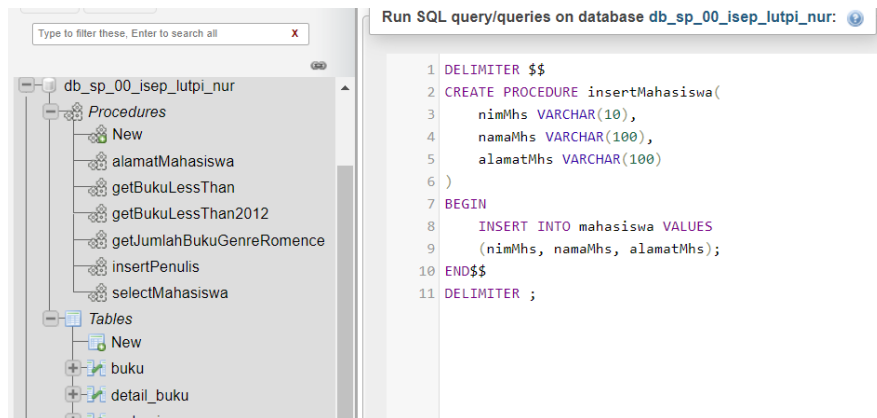 Type to filter these, Enter to search all X
db_sp_00_isep_lutpi_nur
Procedures
New
alamatMahasiswa
getBukuLessThan
getBukuLessThan2012
getJumlahBukuGenreRomence
insertPenulis
selectMahasiswa
Tables
New
buku
detail_buku
Run SQL query/queries on database db_sp_00_isep_lutpi_nur:
1 DELIMITER $$
2 CREATE PROCEDURE insertMahasiswa(
3 nimMhs VARCHAR(10),
4 namaMhs VARCHAR(100),
5 alamatMhs VARCHAR(100)
6 )
7 BEGIN
8 INSERT INTO mahasiswa VALUES
9 (nimMhs, namaMhs, alamatMhs);
10 END$$
11 DELIMITER ;